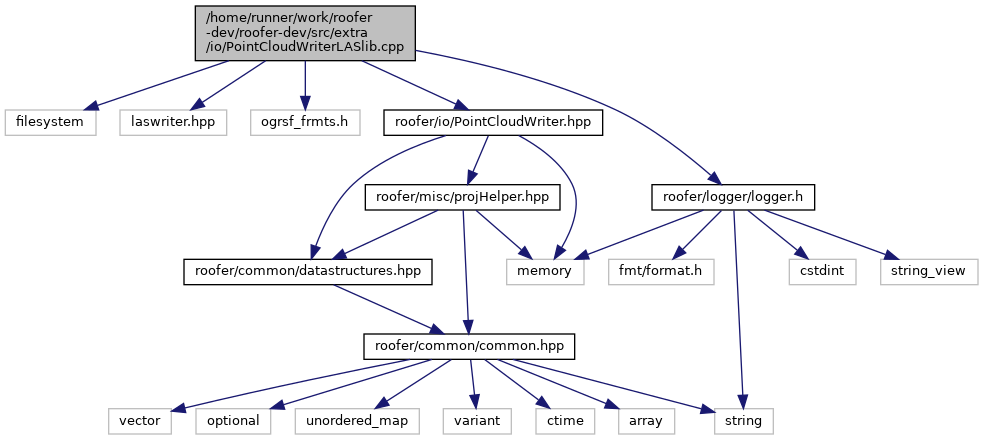 /home/runner/work/roofer
-dev/roofer-dev/src/extra
/io/PointCloudWriterLASlib.cpp
filesystem
laswriter.hpp
ogrsf_frmts.h
roofer/io/PointCloudWriter.hpp
roofer/misc/projHelper.hpp
roofer/logger/logger.h
roofer/common/datastructures.hpp
memory
fmt/format.h
cstdint
string_view
roofer/common/common.hpp
vector
optional
unordered_map
variant
ctime
array
string